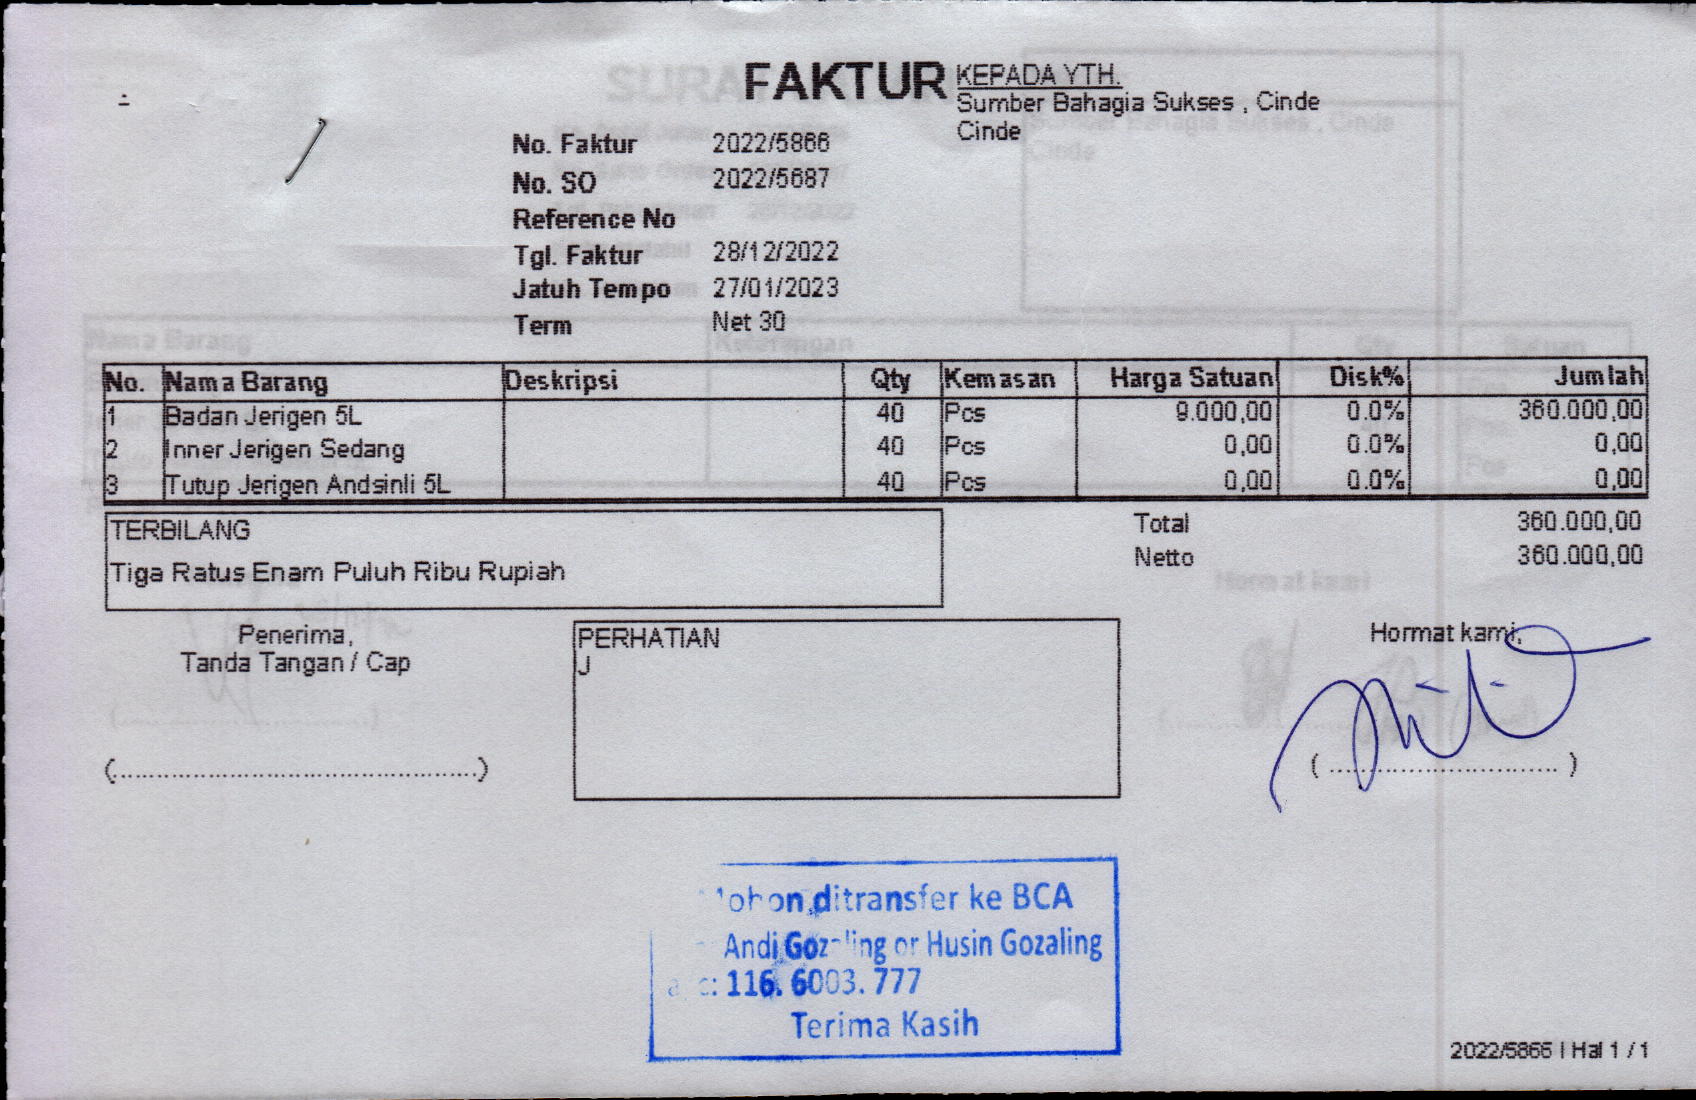 FAKTUR
KEPADA YTH.
Sumber Bahagia Sukses , Cinde
Cinde
No. Faktur 2022/5866
No. SO 2022/5687
Reference No
Tgl. Faktur 28/12/2022
Jatuh Tempo 27/01/2023
Term Net 30
No. Nama Barang Deskripsi Qty Kemasan Harga Satuan Disk% Jumlah
1 Badan Jerigen 5L 40 Pcs 9.000,00 0.0% 360.000,00
2 Inner Jerigen Sedang 40 Pcs 0,00 0.0% 0,00
3 Tutup Jerigen Andsinli 5L 40 Pcs 0,00 0.0% 0,00
TERBILANG
Tiga Ratus Enam Puluh Ribu Rupiah
Total 360.000,00
Netto 360.000,00
Penerima,
Tanda Tangan / Cap
(..............................................)
PERHATIAN
J
Hormat kami,
( ............................. )
Mohon ditransfer ke BCA
Andi Gozaling or Husin Gozaling
116. 6003. 777
Terima Kasih
2022/5866 | Hal 1 / 1